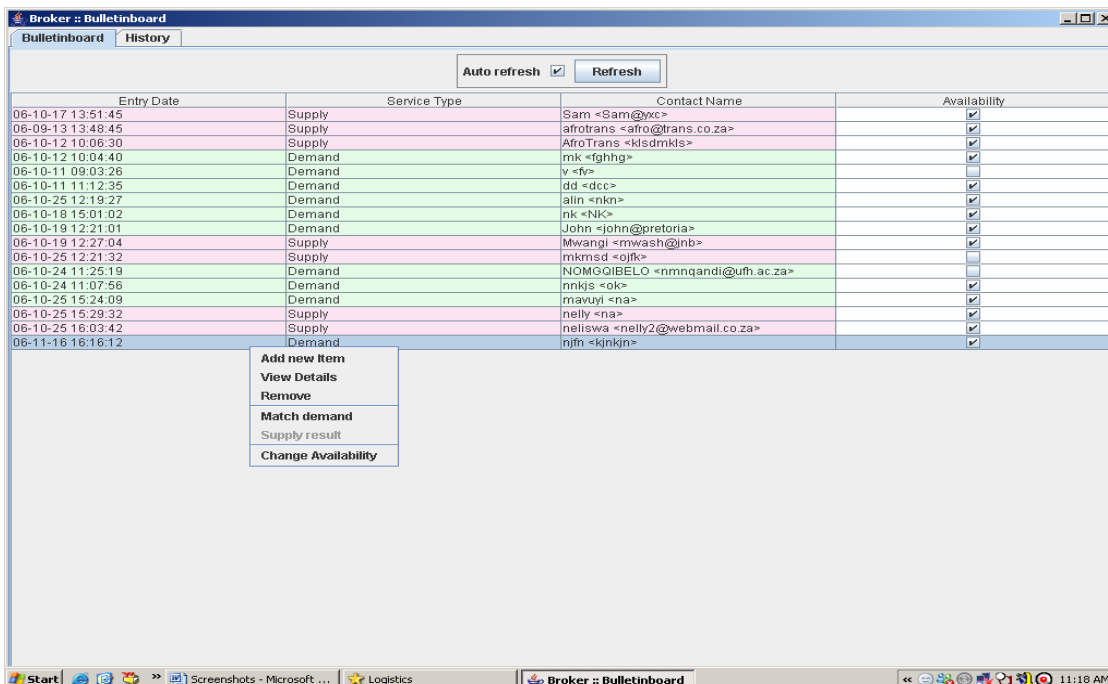 Broker :: Bulletinboard
Bulletinboard History
Auto refresh Refresh
Entry Date Service Type Contact Name Availability
06-10-17 13:51:45 Supply Sam <Sam@yxc>
06-09-13 13:48:45 Supply afrotrans <afro@trans.co.za>
06-10-12 10:06:30 Supply AfroTrans <klsdmkls>
06-10-12 10:04:40 Demand mk <fghhg>
06-10-11 09:03:26 Demand v <fv>
06-10-11 11:12:35 Demand dd <dcc>
06-10-25 12:19:27 Demand alin <nkn>
06-10-18 15:01:02 Demand nk <NK>
06-10-19 12:21:01 Demand John <john@pretoria>
06-10-19 12:27:04 Supply Mwangi <mwash@jnb>
06-10-25 12:21:32 Supply mkmsd <ojfk>
06-10-24 11:25:19 Demand NOMGQIBELO <nmnqandi@ufh.ac.za>
06-10-24 11:07:56 Demand nnkjs <ok>
06-10-25 15:24:09 Demand mavuyi <na>
06-10-25 15:29:32 Supply nelly <na>
06-10-25 16:03:42 Supply neliswa <nelly2@webmail.co.za>
06-11-16 16:16:12 Demand njfn <kjnkjn>
Add new Item
View Details
Remove
Match demand
Supply result
Change Availability
Start Screenshots - Microsoft ... Logistics Broker :: Bulletinboard 11:18 AM